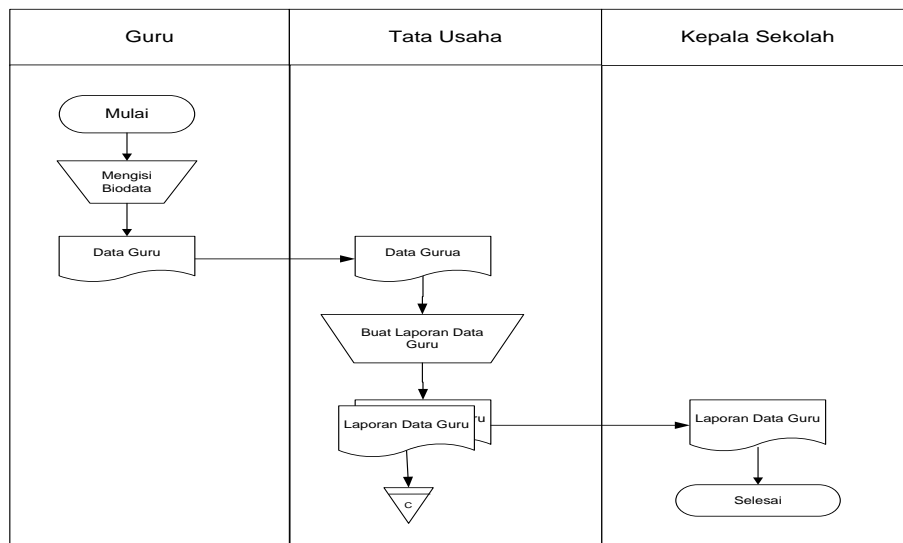 Guru
Tata Usaha
Kepala Sekolah
Mulai
Mengisi
Biodata
Data Guru
Data Gurua
Buat Laporan Data
Guru
Laporan Data Guru
ru
Laporan Data Guru
C
Selesai